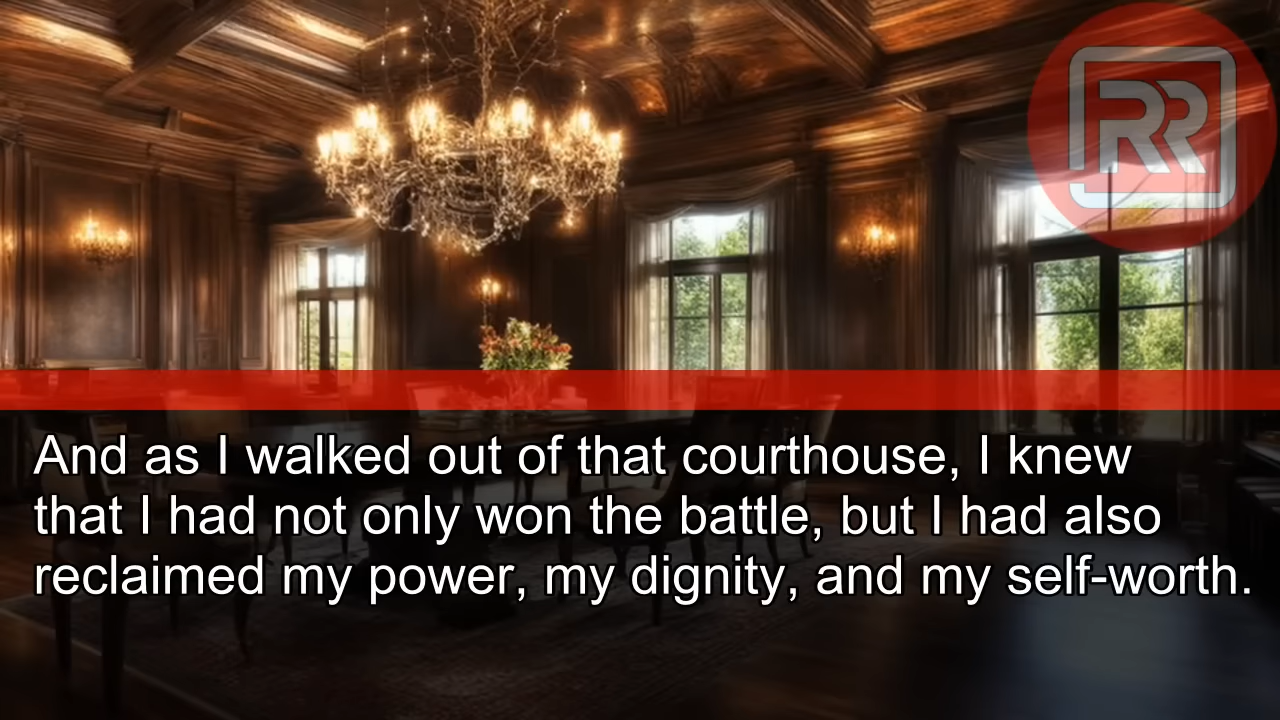 RR
And as I walked out of that courthouse, I knew
that I had not only won the battle, but I had also
reclaimed my power, my dignity, and my self-worth.